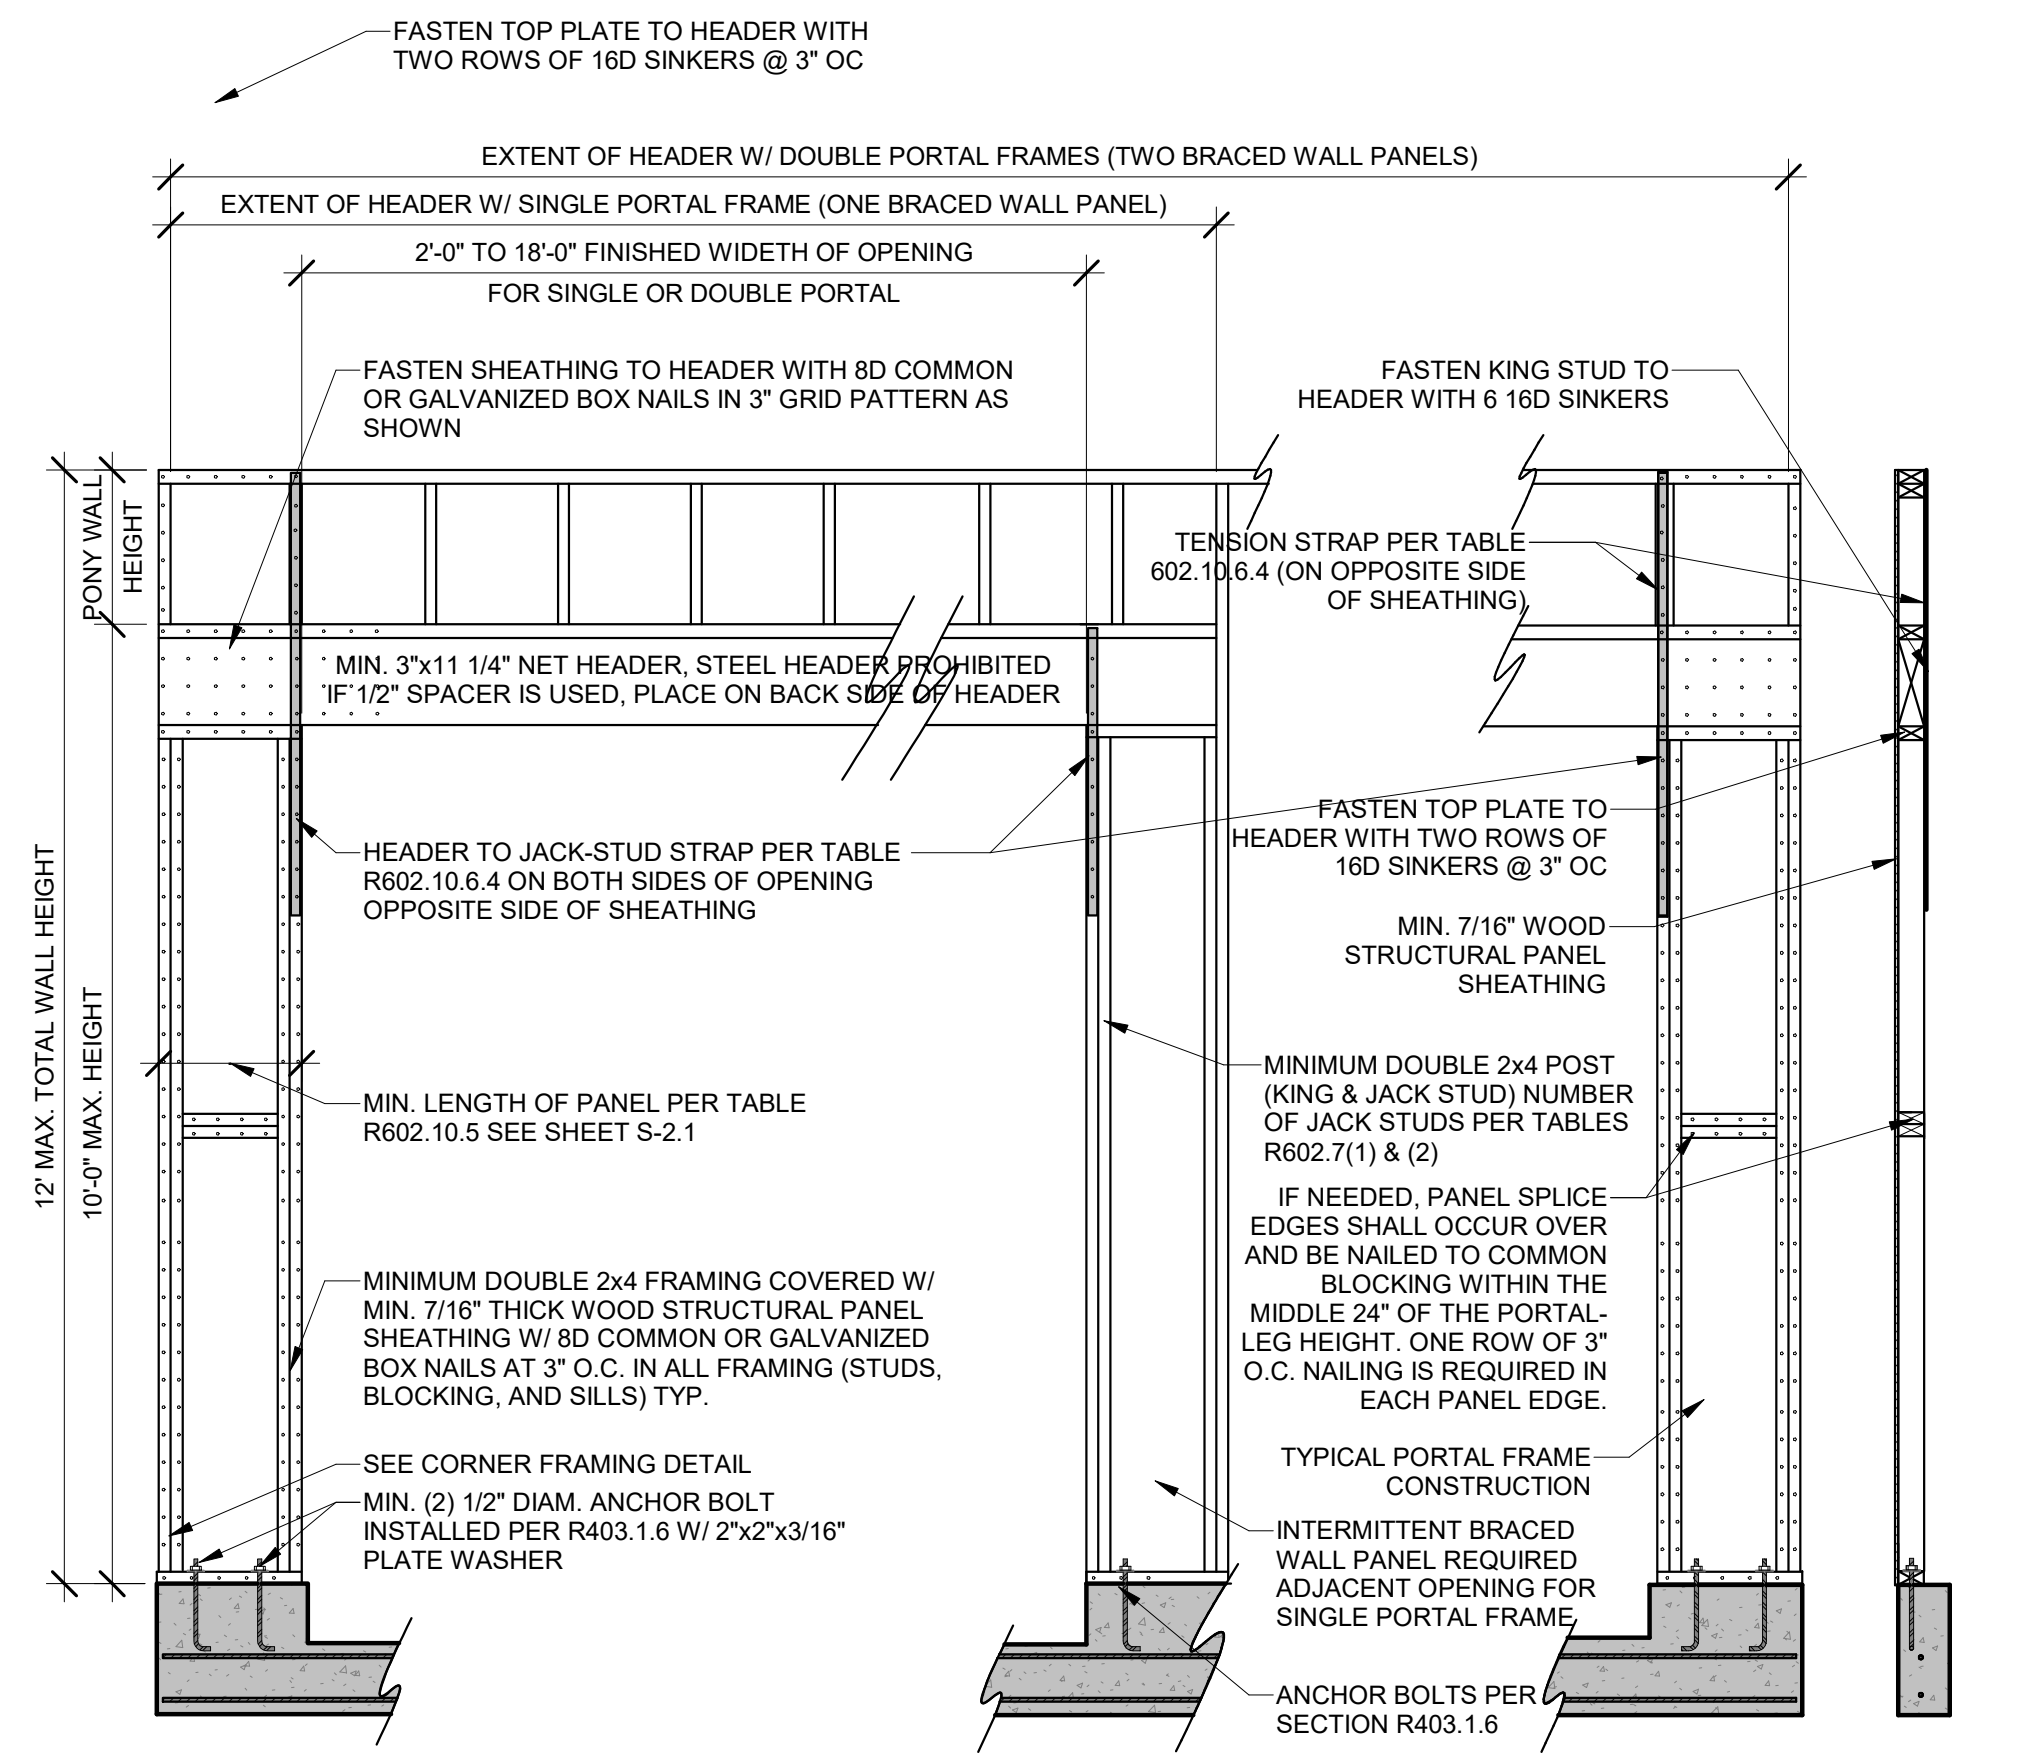 FASTEN TOP PLATE TO HEADER WITH
TWO ROWS OF 16D SINKERS @ 3" OC
EXTENT OF HEADER W/ DOUBLE PORTAL FRAMES (TWO BRACED WALL PANELS)
EXTENT OF HEADER W/ SINGLE PORTAL FRAME (ONE BRACED WALL PANEL)
2'-0" TO 18'-0" FINISHED WIDETH OF OPENING
FOR SINGLE OR DOUBLE PORTAL
FASTEN SHEATHING TO HEADER WITH 8D COMMON
OR GALVANIZED BOX NAILS IN 3" GRID PATTERN AS
SHOWN
FASTEN KING STUD TO
HEADER WITH 6 16D SINKERS
PONY WALL
HEIGHT
TENSION STRAP PER TABLE
602.10.6.4 (ON OPPOSITE SIDE
OF SHEATHING)
MIN. 3"x11 1/4" NET HEADER, STEEL HEADER PROHIBITED
IF 1/2" SPACER IS USED, PLACE ON BACK SIDE OF HEADER
12' MAX. TOTAL WALL HEIGHT
10'-0" MAX. HEIGHT
HEADER TO JACK-STUD STRAP PER TABLE
R602.10.6.4 ON BOTH SIDES OF OPENING
OPPOSITE SIDE OF SHEATHING
FASTEN TOP PLATE TO
HEADER WITH TWO ROWS OF
16D SINKERS @ 3" OC
MIN. 7/16" WOOD
STRUCTURAL PANEL
SHEATHING
MIN. LENGTH OF PANEL PER TABLE
R602.10.5 SEE SHEET S-2.1
MINIMUM DOUBLE 2x4 POST
(KING & JACK STUD) NUMBER
OF JACK STUDS PER TABLES
R602.7(1) & (2)
IF NEEDED, PANEL SPLICE
EDGES SHALL OCCUR OVER
AND BE NAILED TO COMMON
BLOCKING WITHIN THE
MIDDLE 24" OF THE PORTAL-
LEG HEIGHT. ONE ROW OF 3"
O.C. NAILING IS REQUIRED IN
EACH PANEL EDGE.
MINIMUM DOUBLE 2x4 FRAMING COVERED W/
MIN. 7/16" THICK WOOD STRUCTURAL PANEL
SHEATHING W/ 8D COMMON OR GALVANIZED
BOX NAILS AT 3" O.C. IN ALL FRAMING (STUDS,
BLOCKING, AND SILLS) TYP.
SEE CORNER FRAMING DETAIL
MIN. (2) 1/2" DIAM. ANCHOR BOLT
INSTALLED PER R403.1.6 W/ 2"x2"x3/16"
PLATE WASHER
TYPICAL PORTAL FRAME
CONSTRUCTION
INTERMITTENT BRACED
WALL PANEL REQUIRED
ADJACENT OPENING FOR
SINGLE PORTAL FRAME
ANCHOR BOLTS PER
SECTION R403.1.6